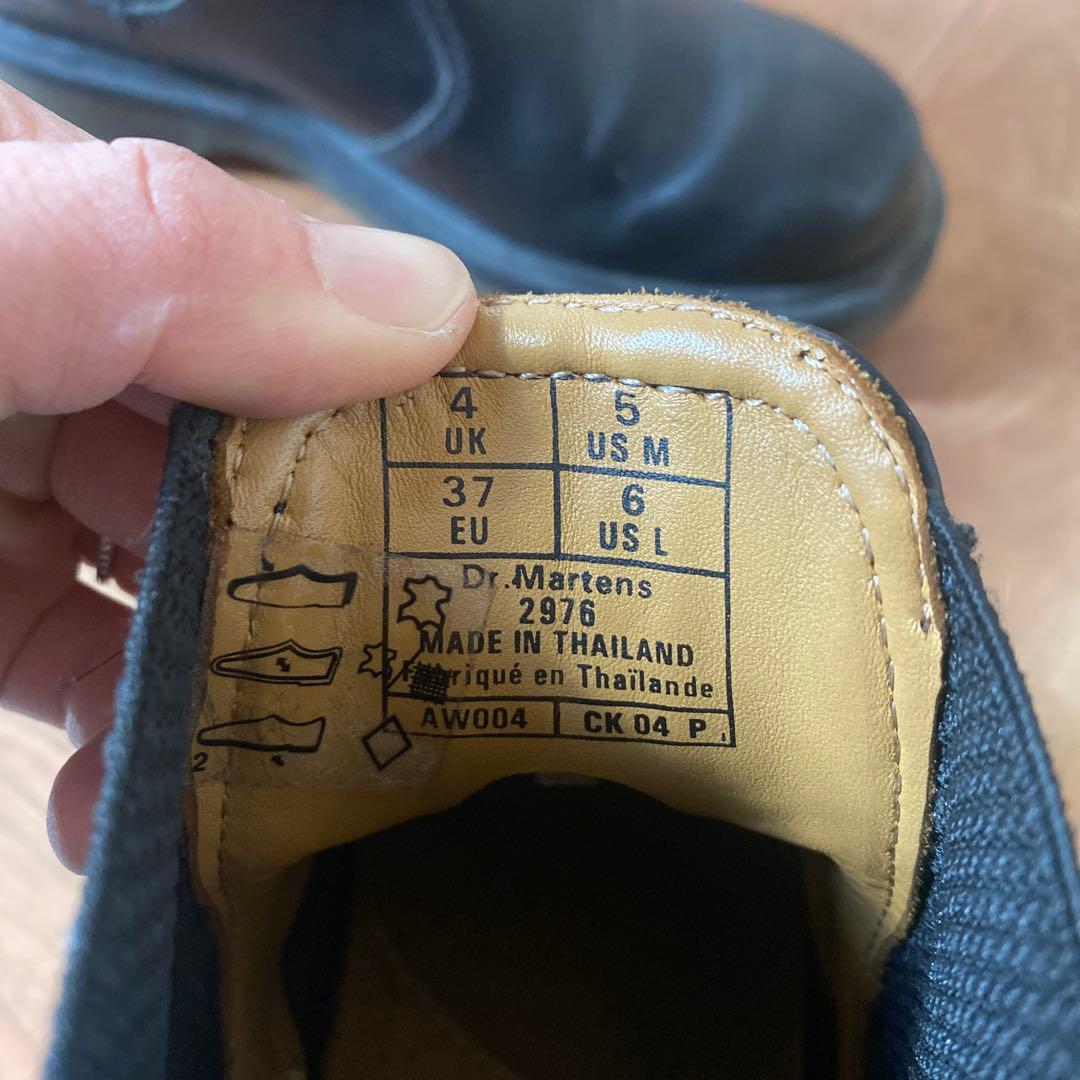 4 UK
5 US M
37 EU
6 US L
Dr. Martens
2976
MADE IN THAILAND
Fabriqué en Thaïlande
AW004
CK 04 P
2